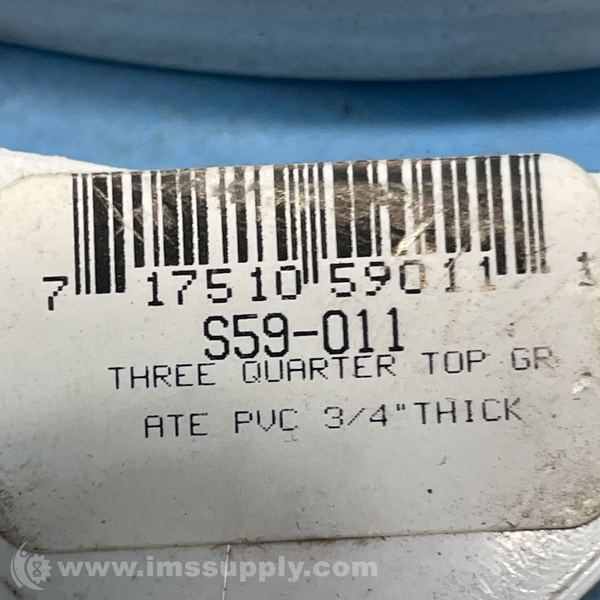 7 17510 59011 1
S59-011
THREE QUARTER TOP GR
ATE PVC 3/4"THICK
www.imssupply.com